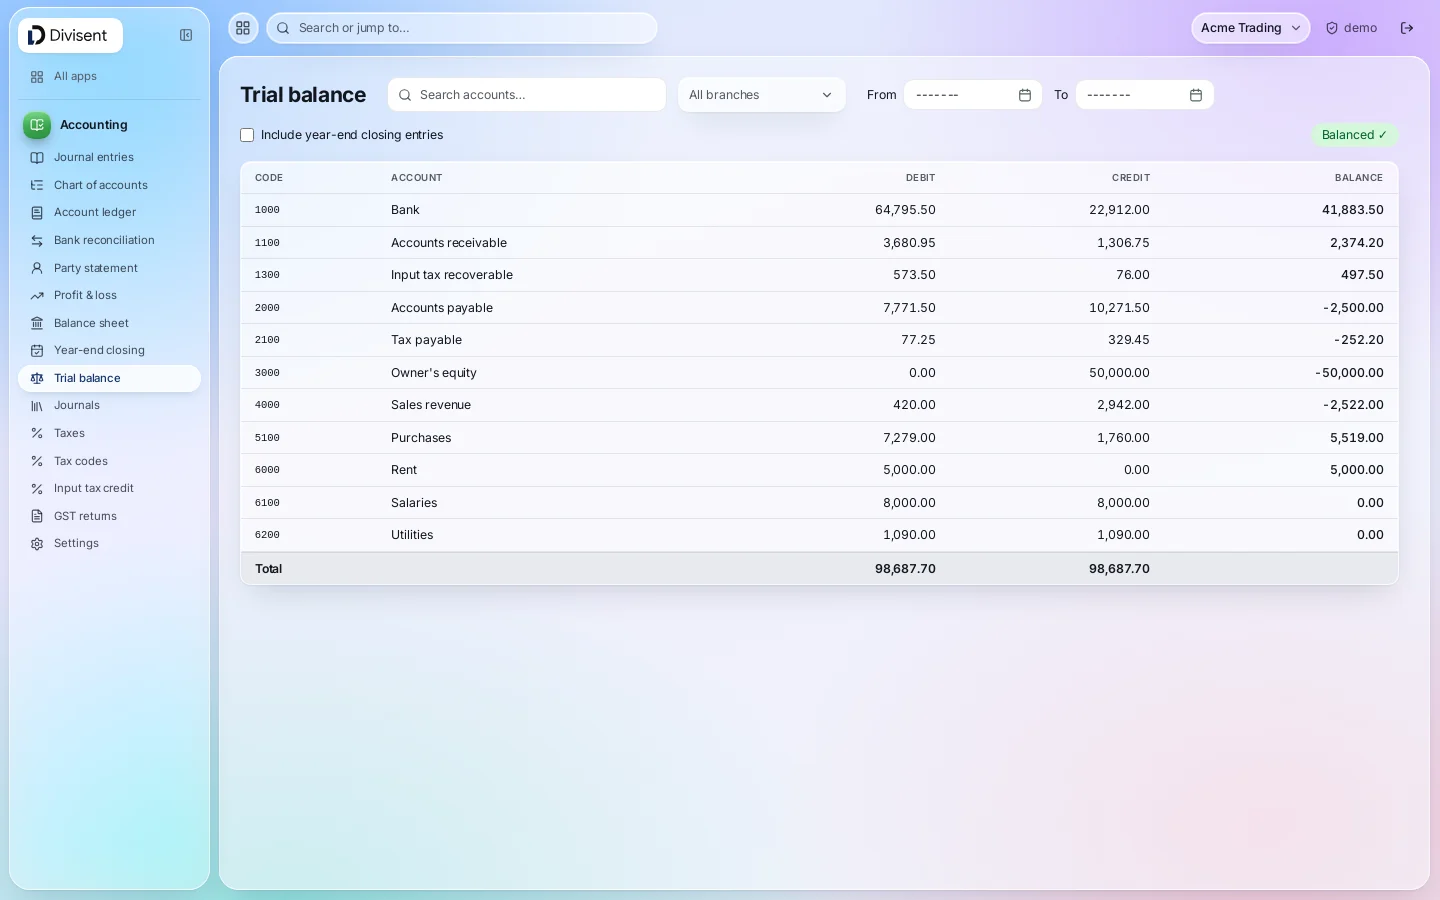 Divisent
All apps
Accounting
Journal entries
Chart of accounts
Account ledger
Bank reconciliation
Party statement
Profit & loss
Balance sheet
Year-end closing
Trial balance
Journals
Taxes
Tax codes
Input tax credit
GST returns
Settings
Search or jump to...
Acme Trading
demo
Trial balance
Search accounts...
All branches
From -------
To -------
Include year-end closing entries
Balanced ✓
CODE ACCOUNT DEBIT CREDIT BALANCE
1000 Bank 64,795.50 22,912.00 41,883.50
1100 Accounts receivable 3,680.95 1,306.75 2,374.20
1300 Input tax recoverable 573.50 76.00 497.50
2000 Accounts payable 7,771.50 10,271.50 -2,500.00
2100 Tax payable 77.25 329.45 -252.20
3000 Owner's equity 0.00 50,000.00 -50,000.00
4000 Sales revenue 420.00 2,942.00 -2,522.00
5100 Purchases 7,279.00 1,760.00 5,519.00
6000 Rent 5,000.00 0.00 5,000.00
6100 Salaries 8,000.00 8,000.00 0.00
6200 Utilities 1,090.00 1,090.00 0.00
Total 98,687.70 98,687.70